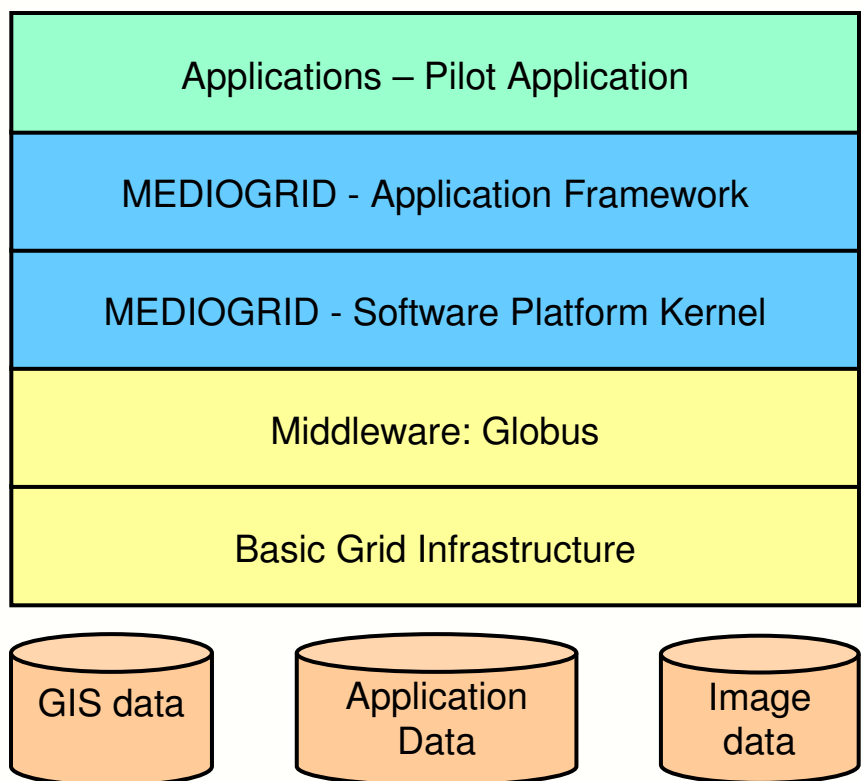 Applications – Pilot Application
MEDIOGRID - Application Framework
MEDIOGRID - Software Platform Kernel
Middleware: Globus
Basic Grid Infrastructure
GIS data
Application
Data
Image
data